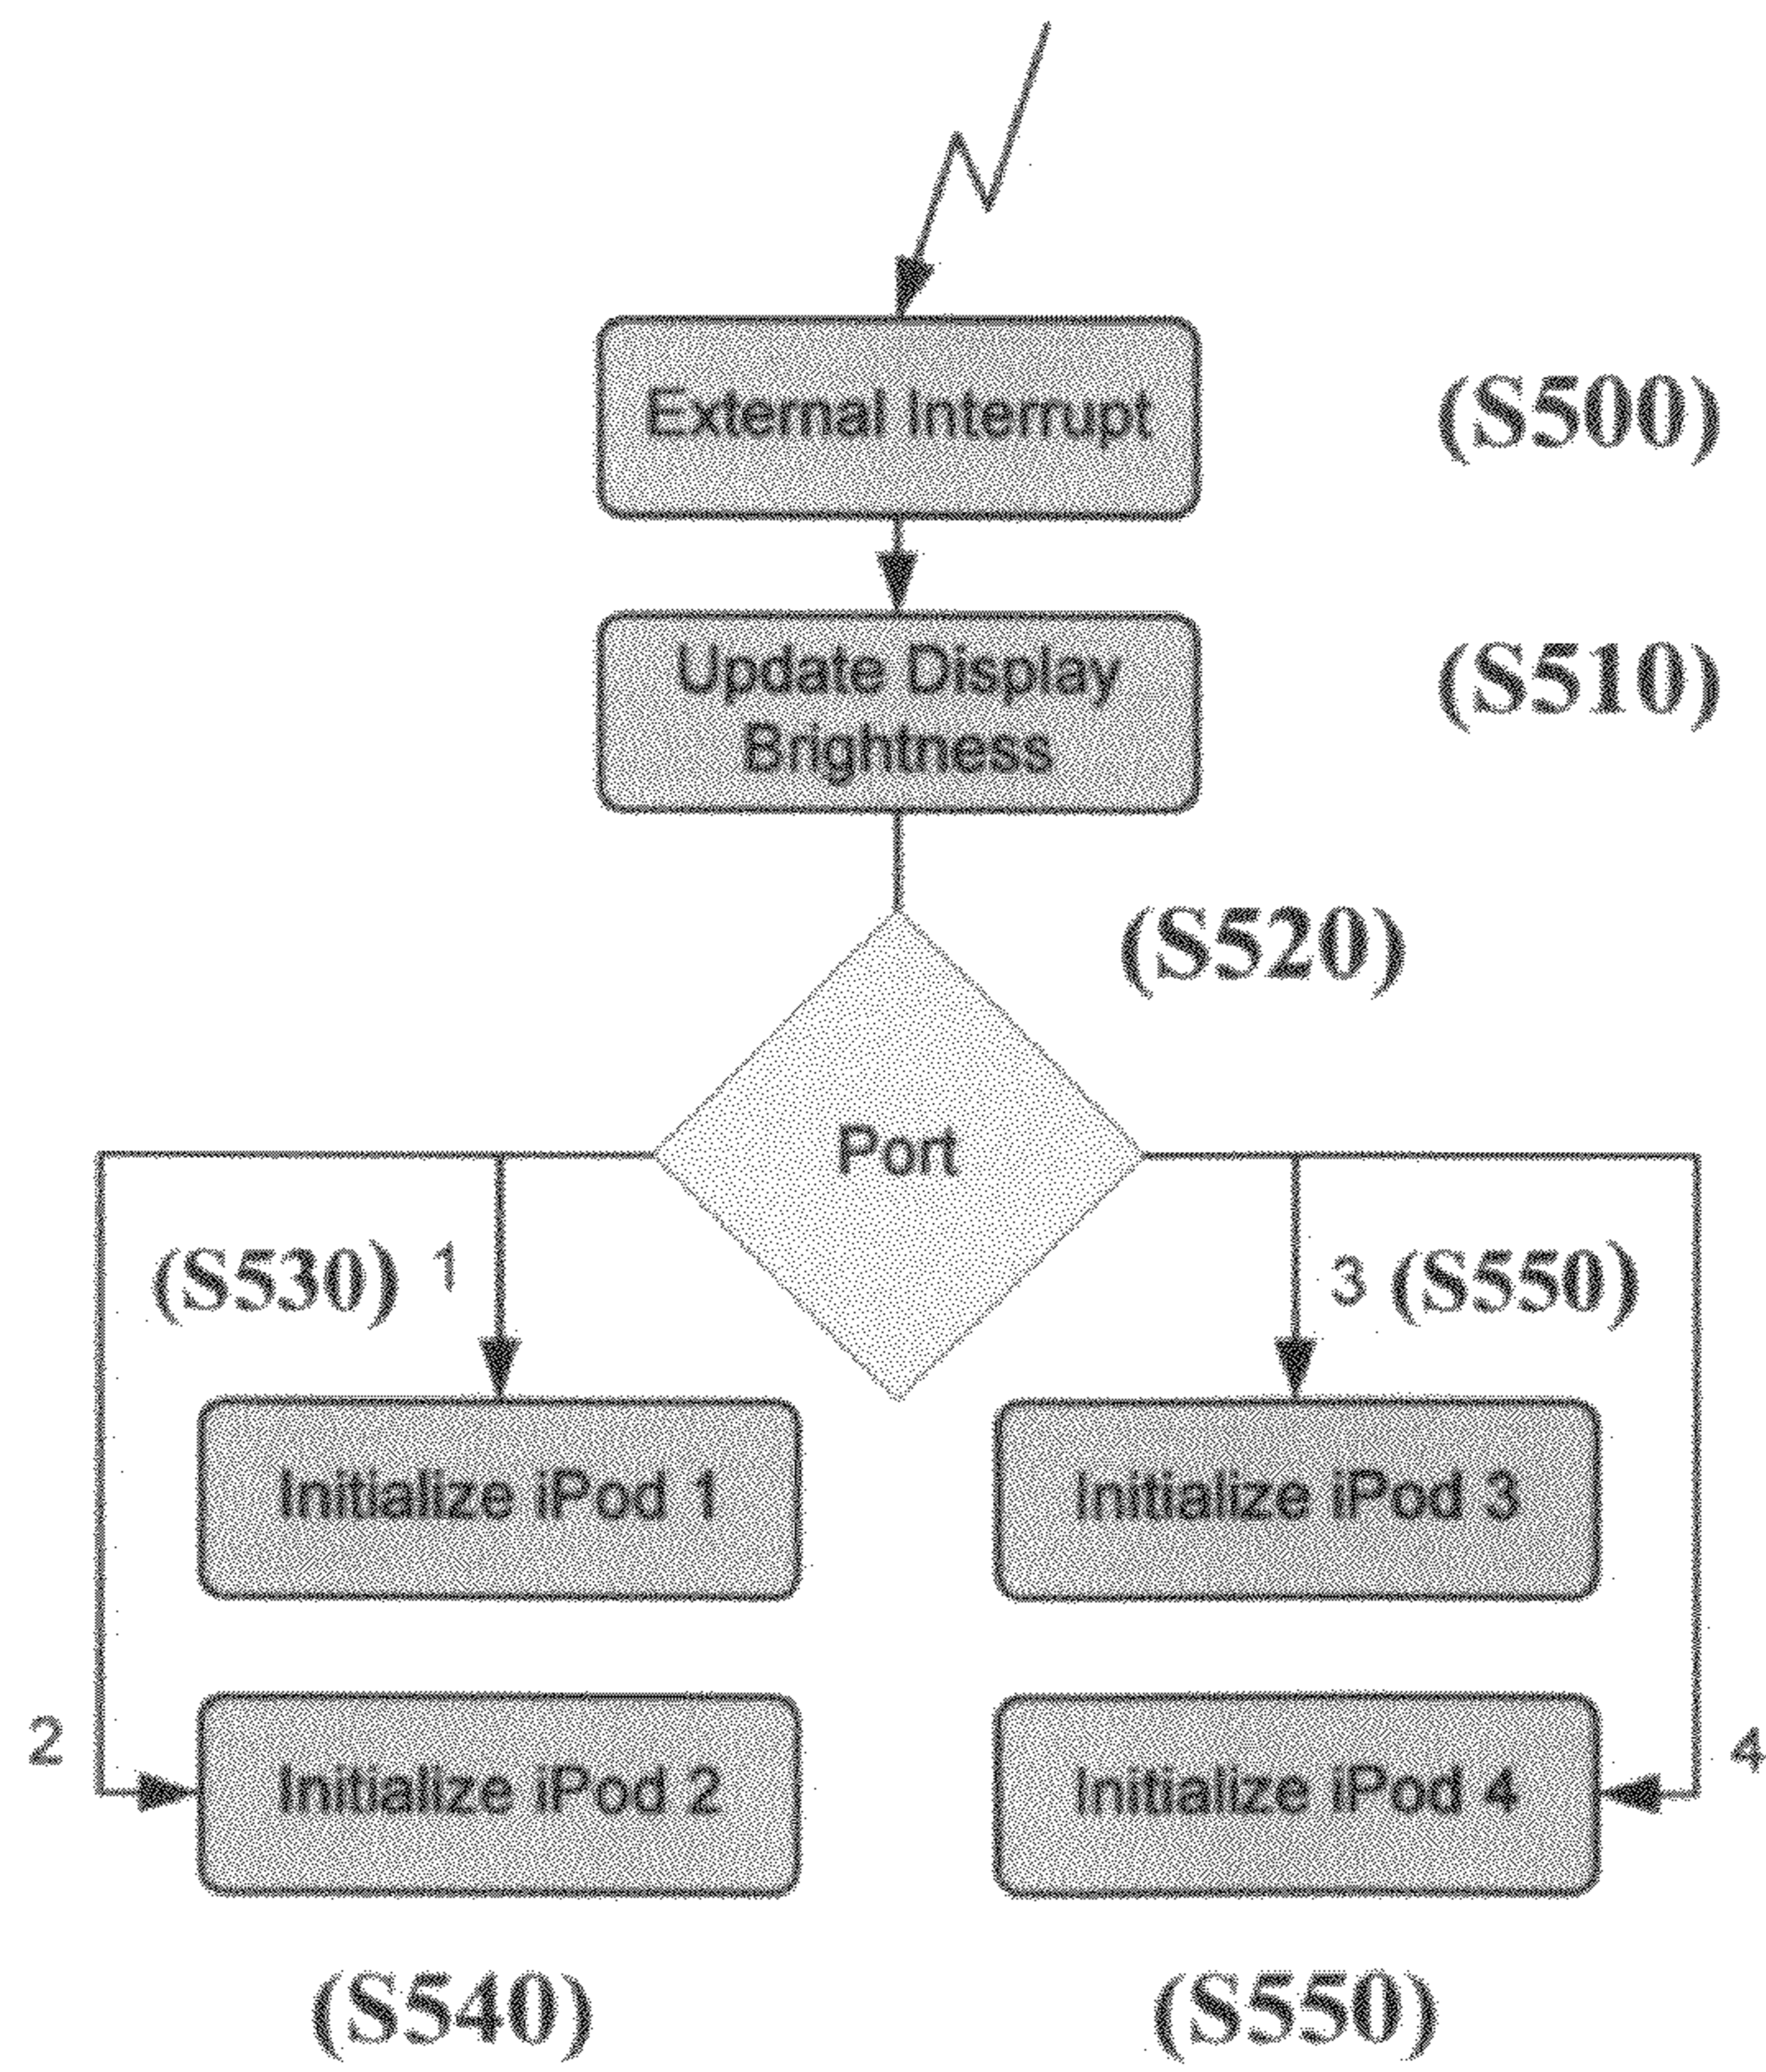 External Interrupt
(S500)
Update Display
Brightness
(S510)
(S520)
Port
(S530) 1
3 (S550)
Initialize iPod 1
Initialize iPod 3
2
Initialize iPod 2
Initialize iPod 4
4
(S540)
(S550)